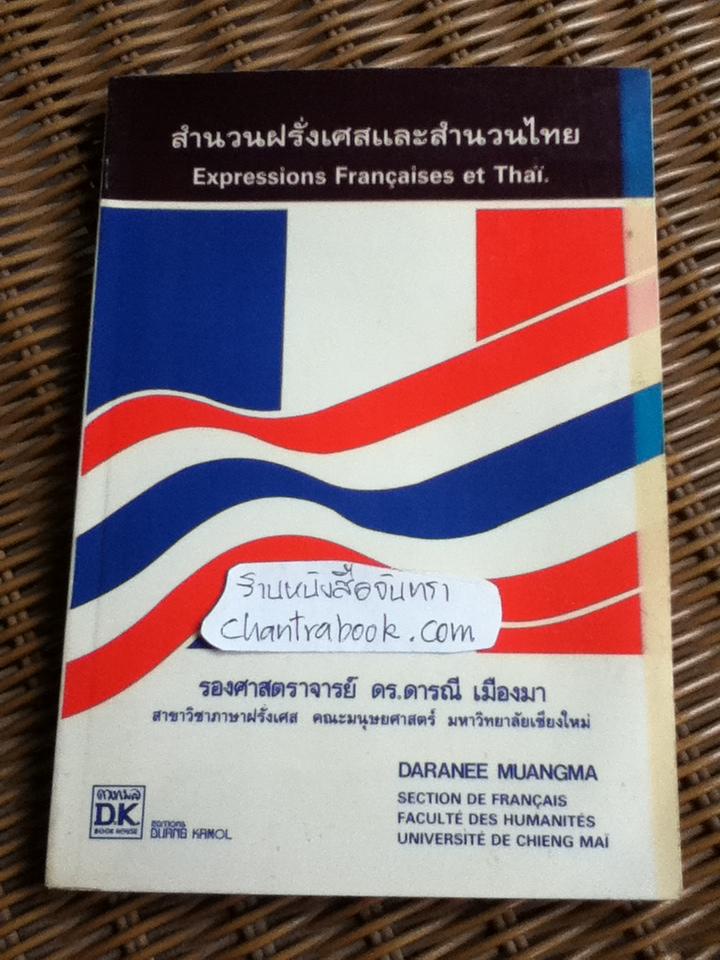 สำนวนฝรั่งเศสและสำนวนไทย
Expressions Françaises et Thaï.
ร้านหนังสือจันทรา
chantrabook.com
รองศาสตราจารย์ ดร.ดารณี เมืองมา
สาขาวิชาภาษาฝรั่งเศส คณะมนุษยศาสตร์ มหาวิทยาลัยเชียงใหม่
DARANEE MUANGMA
SECTION DE FRANÇAIS
FACULTÉ DES HUMANITÉS
UNIVERSITÉ DE CHIENG MAÏ
ดวงกมล
D.K.
BOOK HOUSE
EDITIONS
DUANG KAMOL